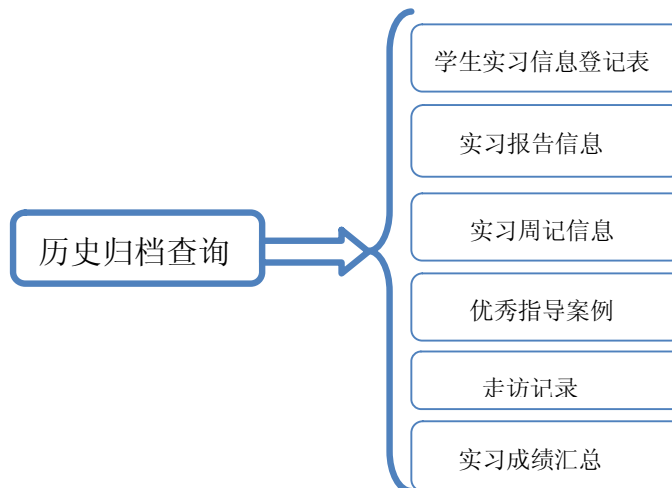 学生实习信息登记表
实习报告信息
历史归档查询
实习周记信息
优秀指导案例
走访记录
实习成绩汇总